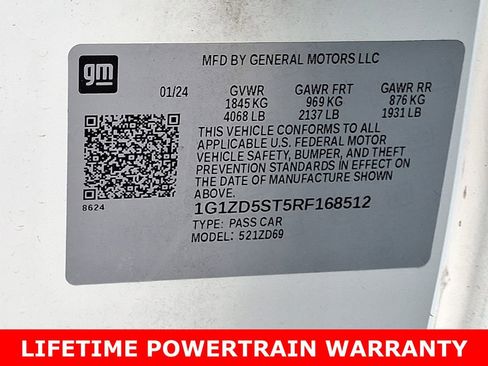 gm
MFD BY GENERAL MOTORS LLC
01/24 GVWR GAWR FRT GAWR RR
1845 KG 969 KG 876 KG
4068 LB 2137 LB 1931 LB
THIS VEHICLE CONFORMS TO ALL
APPLICABLE U.S. FEDERAL MOTOR
VEHICLE SAFETY, BUMPER, AND THEFT
PREVENTION STANDARDS IN EFFECT ON
THE DATE OF MANUFACTURE SHOWN
ABOVE.
8624
1G1ZD5ST5RF168512
TYPE: PASS CAR
MODEL: 521ZD69
LIFETIME POWERTRAIN WARRANTY